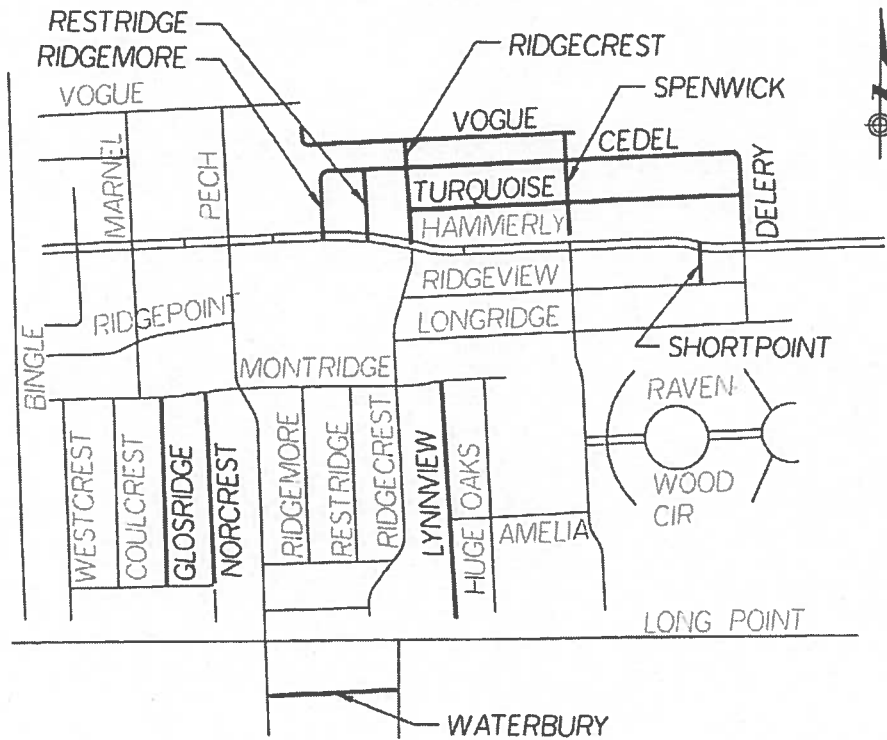 RESTRIDGE
RIDGEMORE
RIDGECREST
SPENWICK
VOGUE
VOGUE
CEDEL
MARNEL
PECH
TURQUOISE
HAMMERLY
DELERY
RIDGEVIEW
RIDGEPOINT
LONGRIDGE
BINGLE
MONTRIDGE
SHORTPOINT
RAVEN
WOOD
CIR
WESTCREST
COULCREST
GLOSRIDGE
NORCREST
RIDGEMORE
RESTRIDGE
RIDGECREST
LYNNVIEW
HUGE OAKS
AMELIA
LONG POINT
WATERBURY